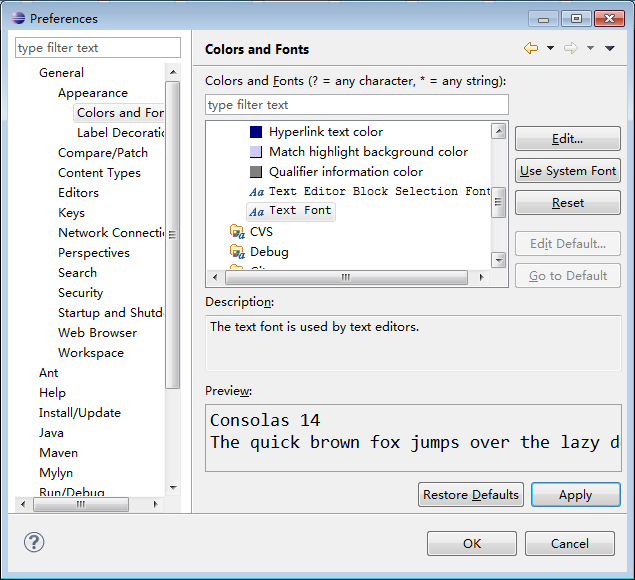 Preferences
type filter text
General
Appearance
Colors and Fon
Label Decoratio
Compare/Patch
Content Types
Editors
Keys
Network Connectio
Perspectives
Search
Security
Startup and Shutd
Web Browser
Workspace
Ant
Help
Install/Update
Java
Maven
Mylyn
Run/Debug
Colors and Fonts
Colors and Fonts (? = any character, * = any string):
type filter text
Hyperlink text color
Match highlight background color
Qualifier information color
Aa Text Editor Block Selection Font
Aa Text Font
CVS
Debug
Edit...
Use System Font
Reset
Edit Default...
Go to Default
Description:
The text font is used by text editors.
Preview:
Consolas 14
The quick brown fox jumps over the lazy d
Restore Defaults
Apply
OK
Cancel